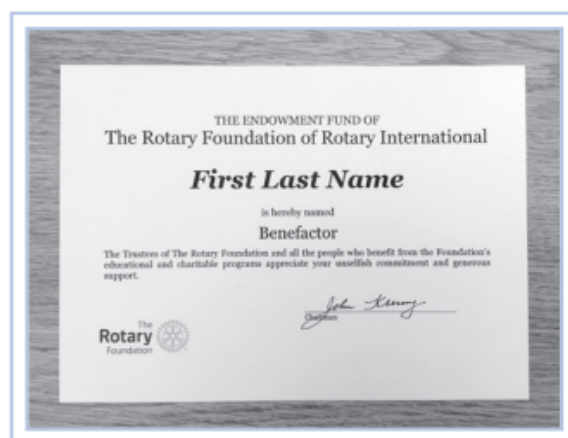 THE ENDOWMENT FUND OF
The Rotary Foundation of Rotary International
First Last Name
is hereby named
Benefactor
The Trustees of The Rotary Foundation and all the people who benefit from the Foundation's
educational and charitable programs appreciate your unselfish commitment and generous
support.
John
Chairman
The
Rotary
Foundation